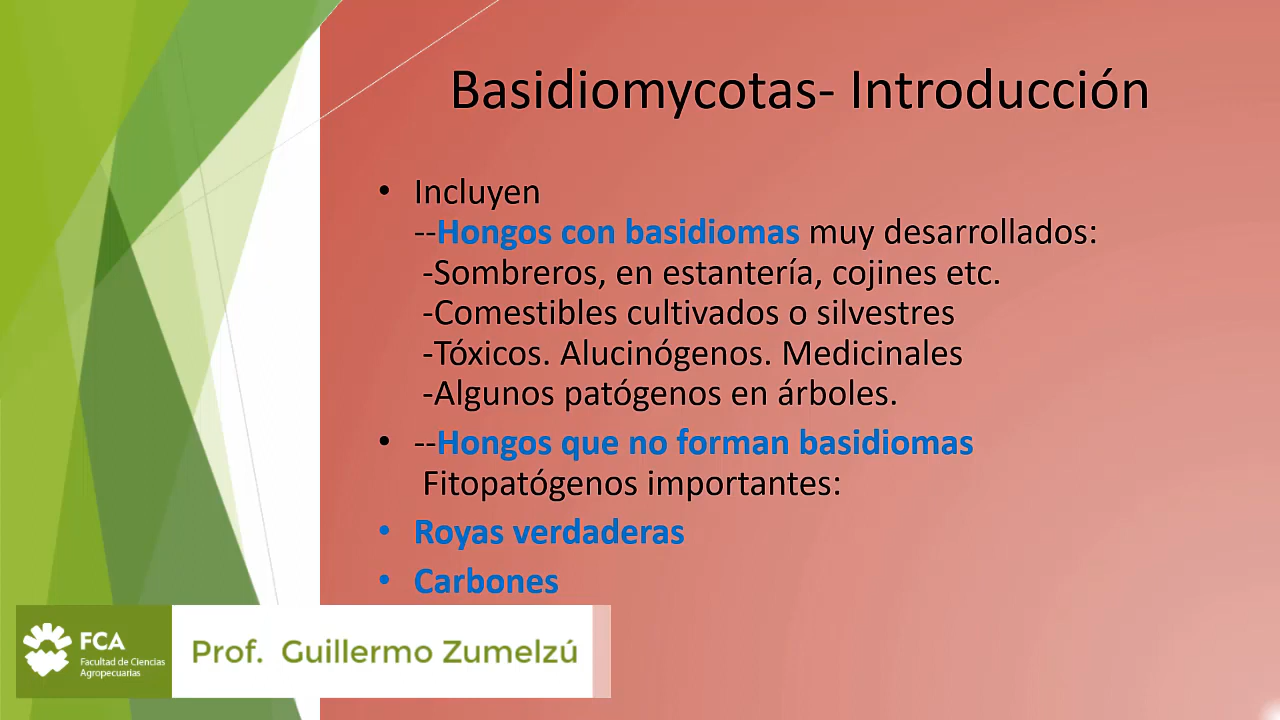 Basidiomycotas- Introducción
• Incluyen
--Hongos con basidiomas muy desarrollados:
-Sombreros, en estantería, cojines etc.
-Comestibles cultivados o silvestres
-Tóxicos. Alucinógenos. Medicinales
-Algunos patógenos en árboles.
• --Hongos que no forman basidiomas
Fitopatógenos importantes:
• Royas verdaderas
• Carbones
FCA
Facultad de Ciencias
Agropecuarias
Prof. Guillermo Zumelzú